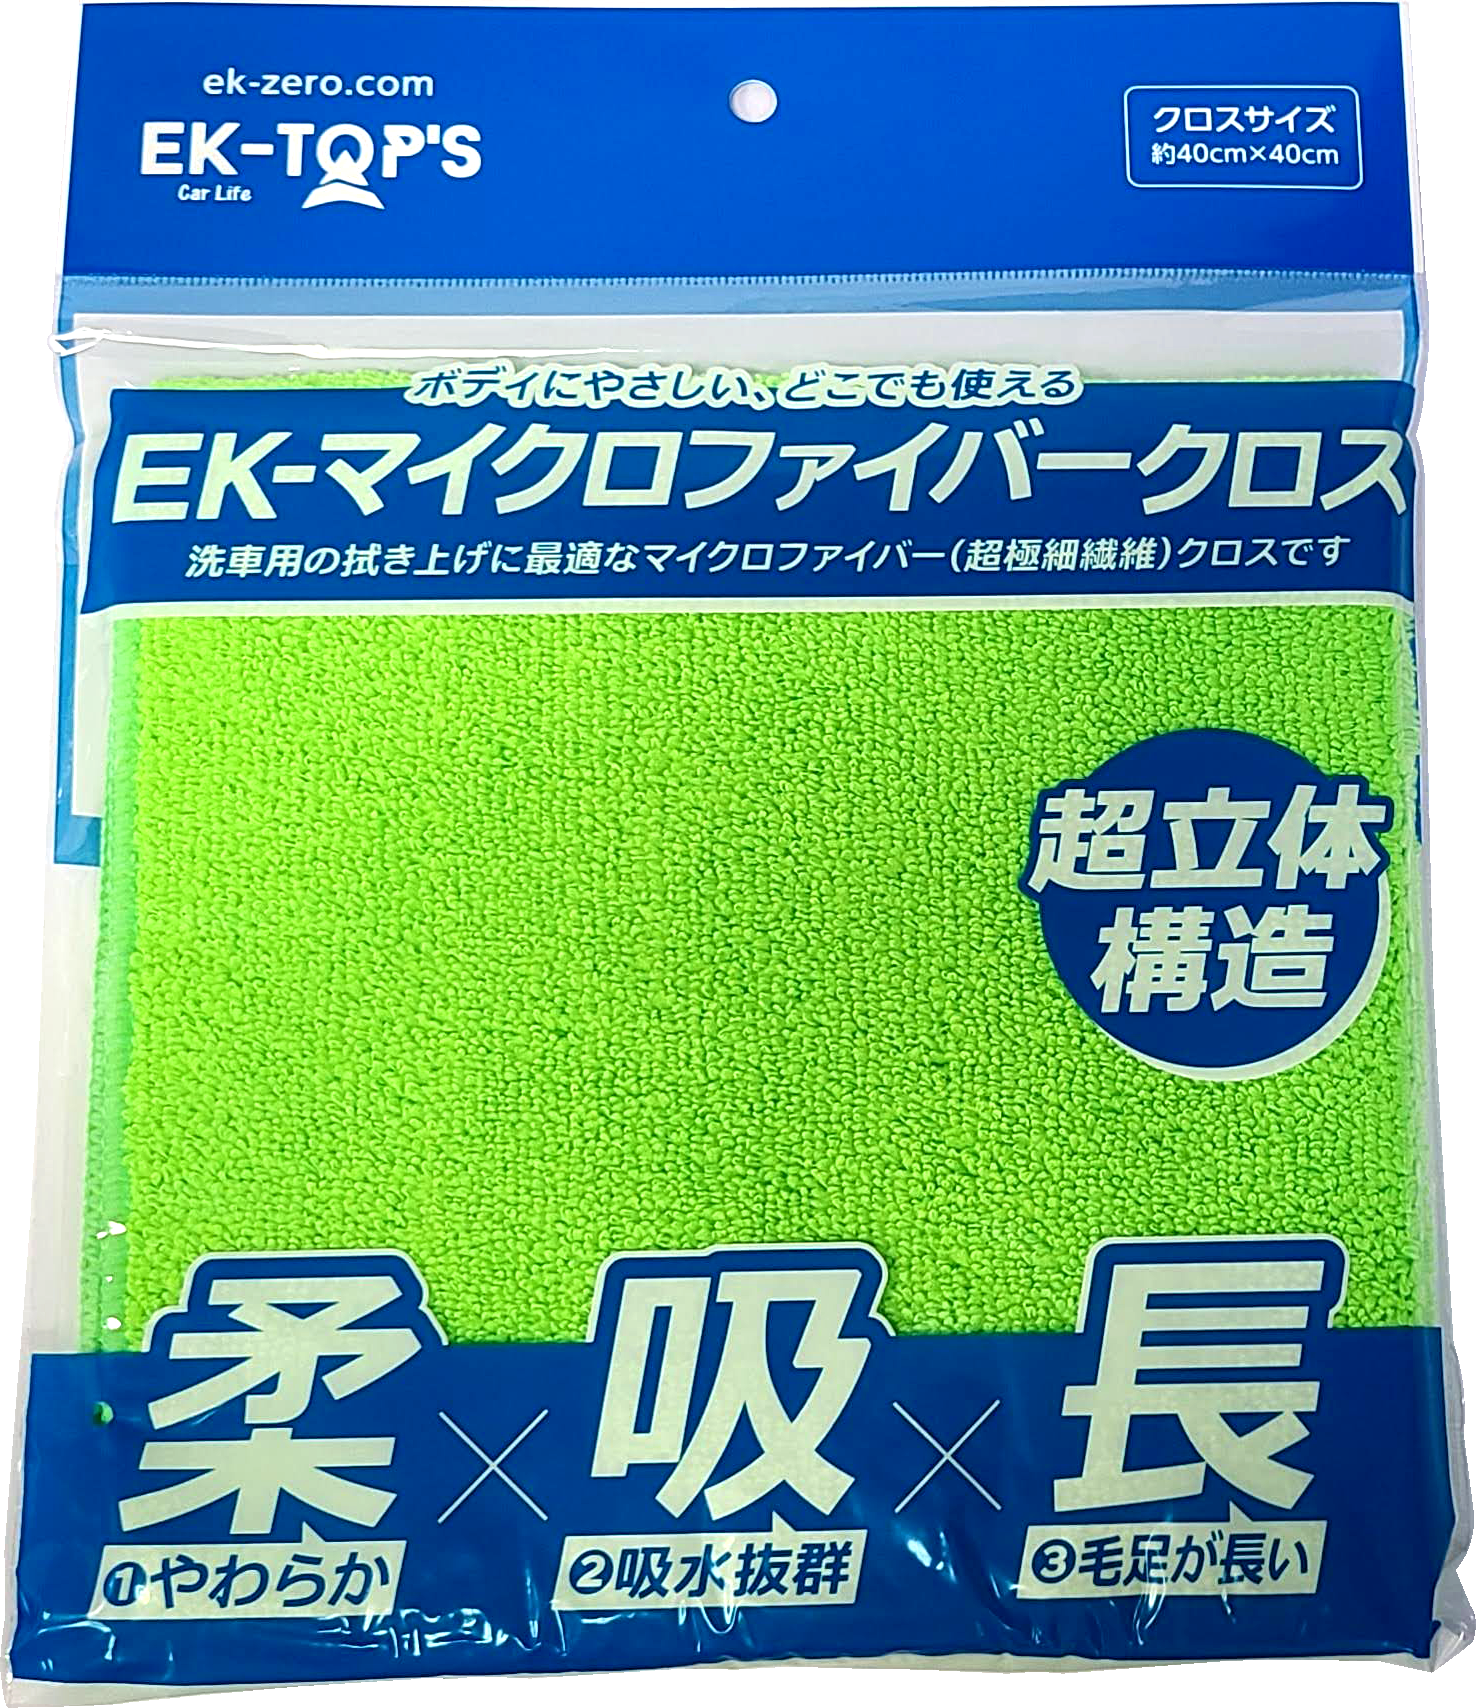 ek-zero.com
EK-TOP'S
Car Life
クロスサイズ
約40cm×40cm
ボディにやさしい、どこでも使える
EK-マイクロファイバークロス
洗車用の拭き上げに最適なマイクロファイバー(超極細繊維)クロスです
超立体
構造
柔×吸×長
①やわらか ②吸水抜群 ③毛足が長い